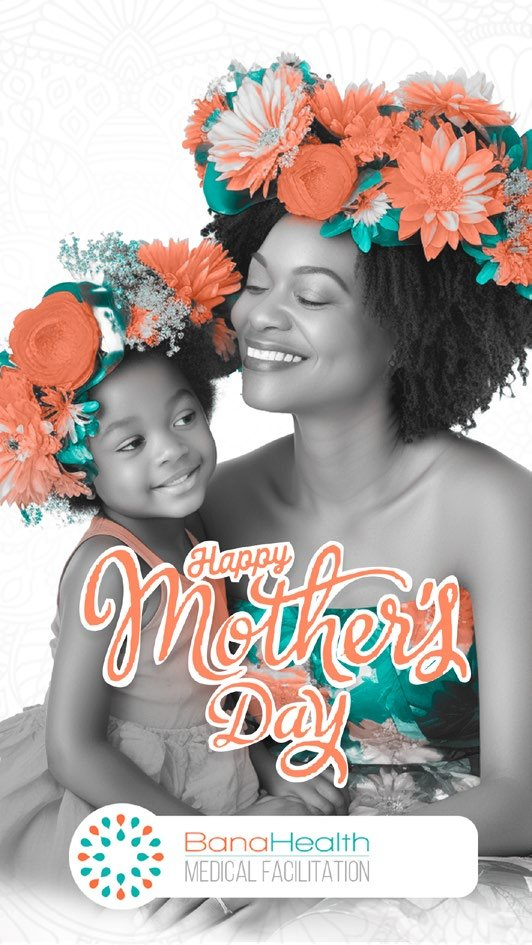 Happy
Mother's
Day
BanaHealth
MEDICAL FACILITATION